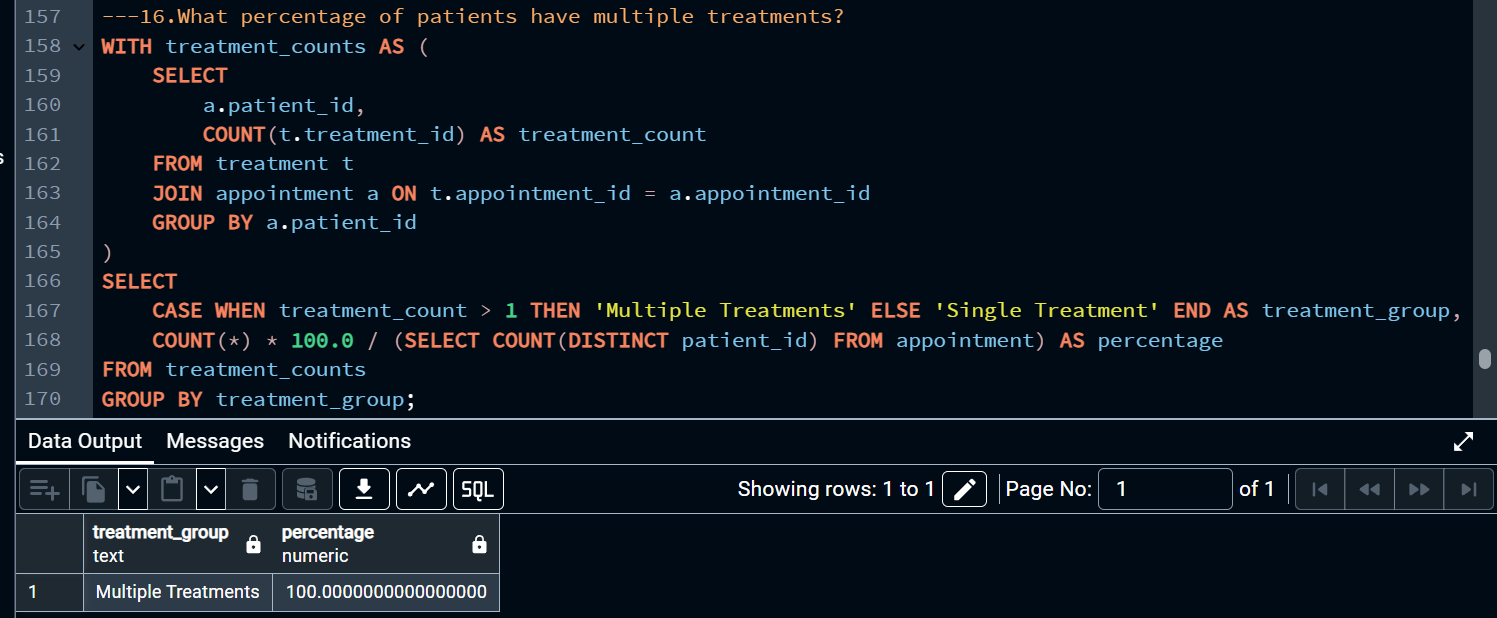 157 ---16.What percentage of patients have multiple treatments?
158 WITH treatment_counts AS (
159 SELECT
160 a.patient_id,
161 COUNT(t.treatment_id) AS treatment_count
162 FROM treatment t
163 JOIN appointment a ON t.appointment_id = a.appointment_id
164 GROUP BY a.patient_id
165 )
166 SELECT
167 CASE WHEN treatment_count > 1 THEN 'Multiple Treatments' ELSE 'Single Treatment' END AS treatment_group,
168 COUNT(*) * 100.0 / (SELECT COUNT(DISTINCT patient_id) FROM appointment) AS percentage
169 FROM treatment_counts
170 GROUP BY treatment_group;
s
Data Output Messages Notifications
SQL Showing rows: 1 to 1 Page No: 1 of 1
treatment_group percentage
text numeric
1 Multiple Treatments 100.0000000000000000